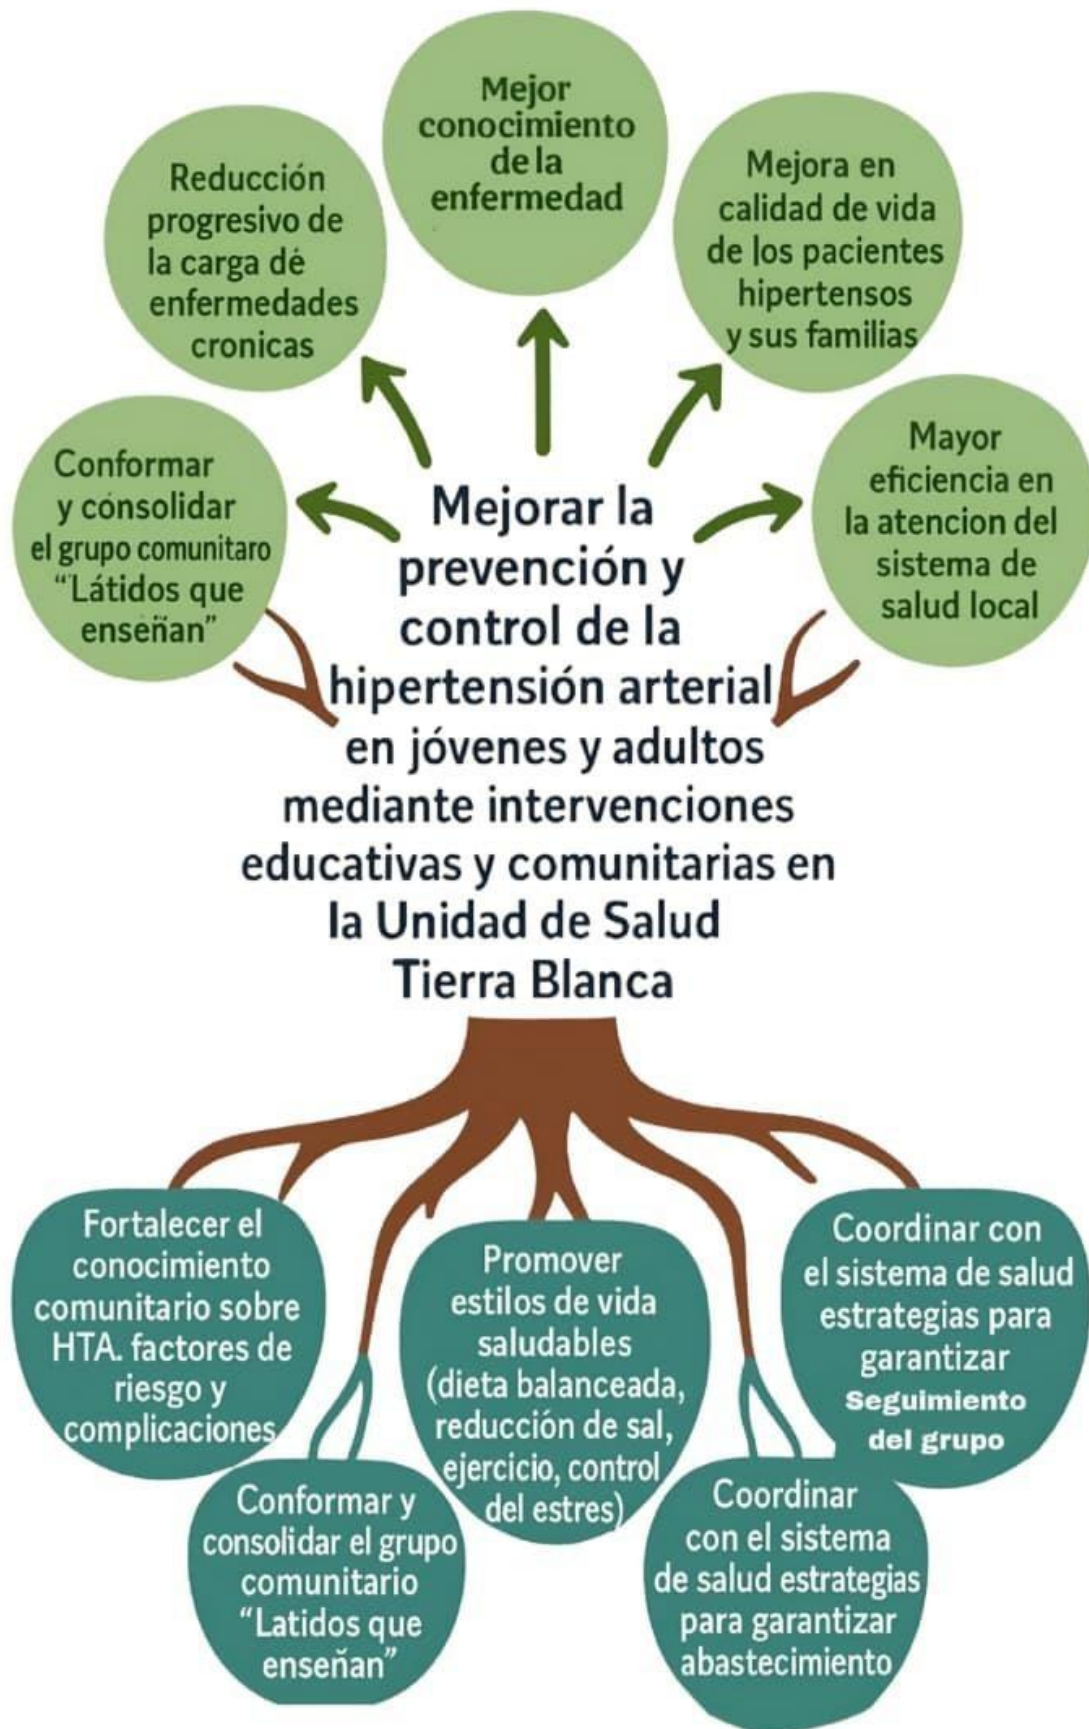 Mejor
conocimiento
de la
enfermedad
Reducción
progresivo de
la carga dé
enfermedades
cronicas
Mejora en
calidad de vida
de los pacientes
hipertensos
y sus familias
Conformar
y consolidar
el grupo comunitaro
“Látidos que
enseñan”
Mayor
eficiencia en
la atencion del
sistema de
salud local
Mejorar la
prevención y
control de la
hipertensión arterial
en jóvenes y adultos
mediante intervenciones
educativas y comunitarias en
la Unidad de Salud
Tierra Blanca
Fortalecer el
conocimiento
comunitario sobre
HTA. factores de
riesgo y
complicaciones
Conformar y
consolidar el grupo
comunitario
“Latidos que
enseñan”
Promover
estilos de vida
saludables
(dieta balanceada,
reducción de sal,
ejercicio, control
del estres)
Coordinar
con el sistema
de salud estrategias
para garantizar
abastecimiento
Coordinar con
el sistema de salud
estrategias para
garantizar
Seguimiento
del grupo